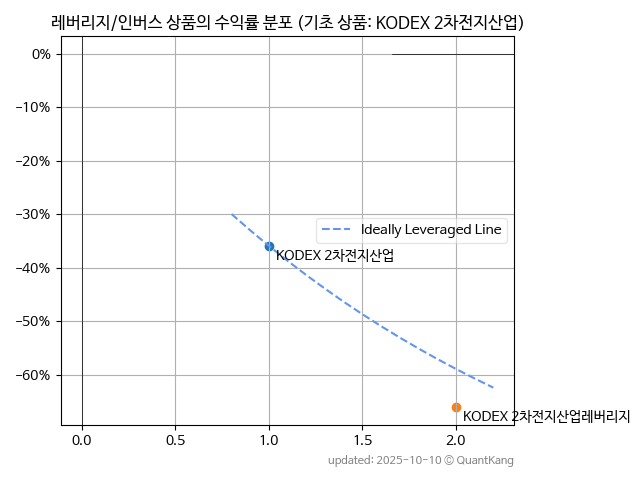 레버리지/인버스 상품의 수익률 분포 (기초 상품: KODEX 2차전지산업)
0%
−10%
−20%
−30%
Ideally Leveraged Line
KODEX 2차전지산업
−40%
−50%
−60%
KODEX 2차전지산업레버리지
0.0 0.5 1.0 1.5 2.0
updated: 2025-10-10 © QuantKang